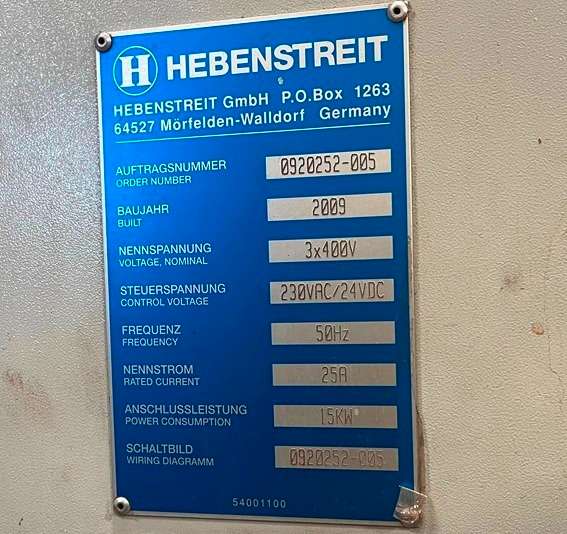 H HEBENSTREIT
HEBENSTREIT GmbH P.O.Box 1263
64527 Mörfelden-Walldorf Germany
AUFTRAGSNUMMER 0920252-005
ORDER NUMBER
BAUJAHR 2009
BUILT
NENNSPANNUNG 3x400V
VOLTAGE, NOMINAL
STEUERSPANNUNG 230VAC/24VDC
CONTROL VOLTAGE
FREQUENZ 50Hz
FREQUENCY
NENNSTROM 25A
RATED CURRENT
ANSCHLUSSLEISTUNG 15KW
POWER CONSUMPTION
SCHALTBILD 0920252-005
WIRING DIAGRAMM
54001100